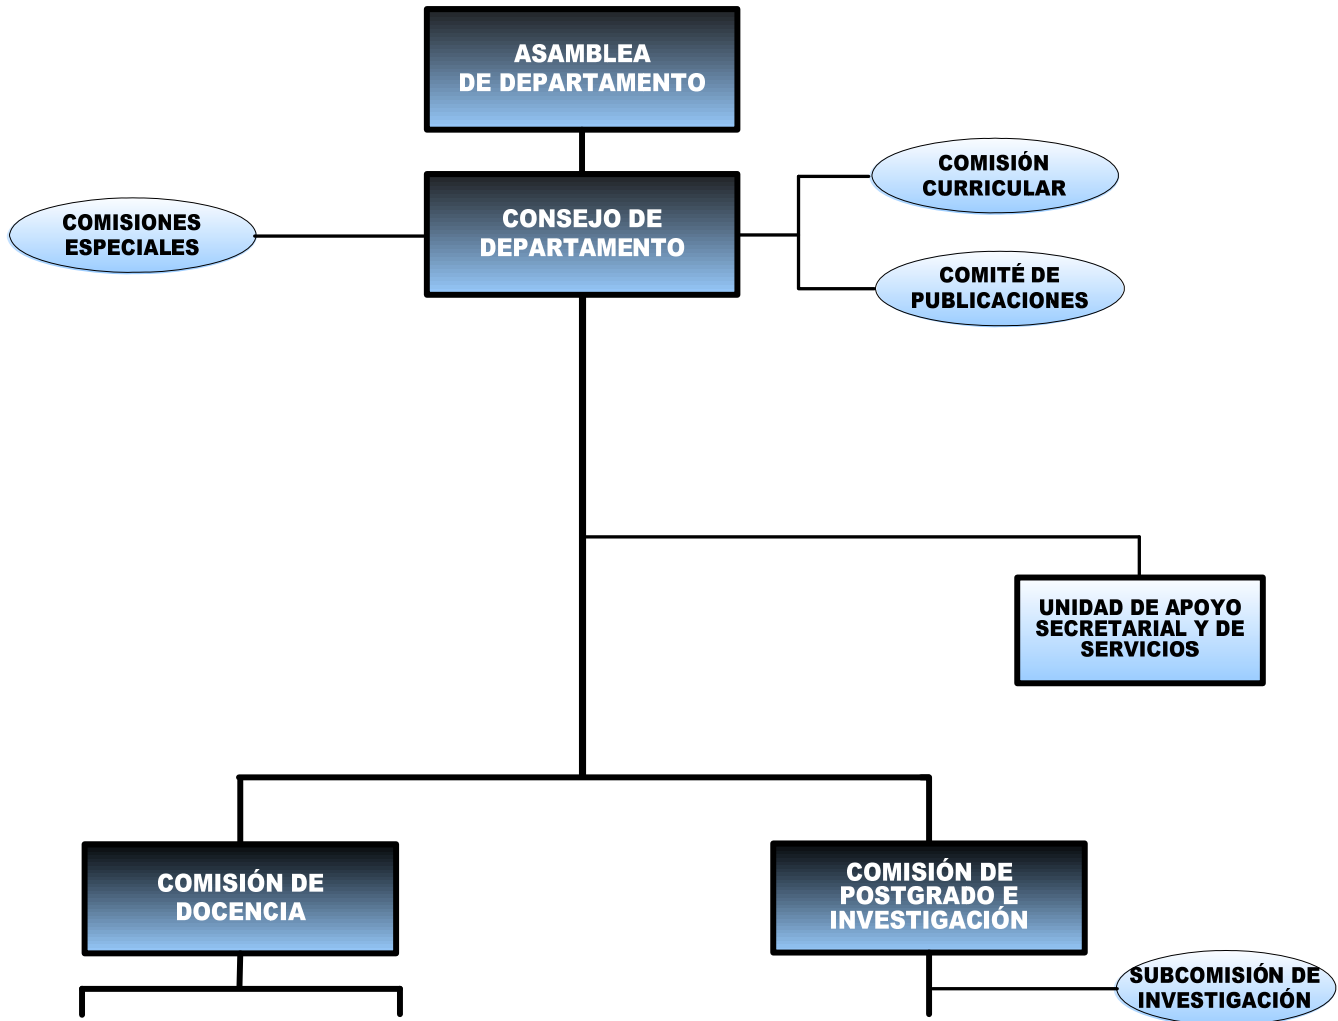 ASAMBLEA
DE DEPARTAMENTO
COMISIÓN
CURRICULAR
COMISIONES
ESPECIALES
CONSEJO DE
DEPARTAMENTO
COMITÉ DE
PUBLICACIONES
UNIDAD DE APOYO
SECRETARIAL Y DE
SERVICIOS
COMISIÓN DE
DOCENCIA
COMISIÓN DE
POSTGRADO E
INVESTIGACIÓN
SUBCOMISIÓN DE
INVESTIGACIÓN